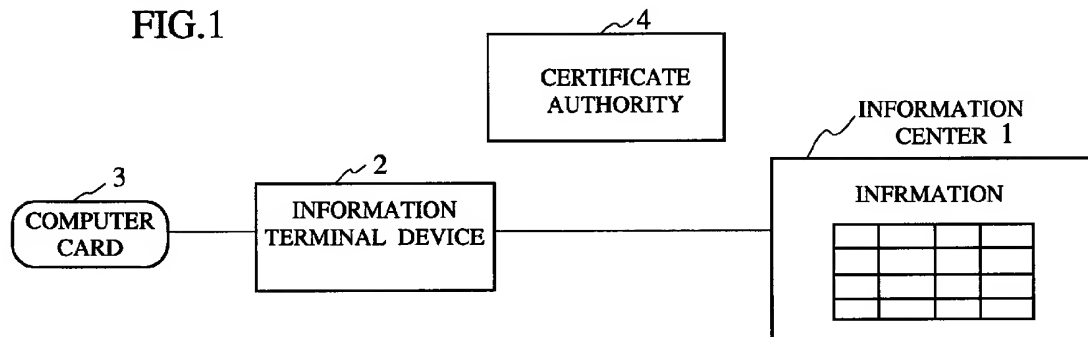 FIG.1
4
CERTIFICATE
AUTHORITY
INFORMATION
CENTER 1
3
COMPUTER
CARD
2
INFORMATION
TERMINAL DEVICE
INFRMATION